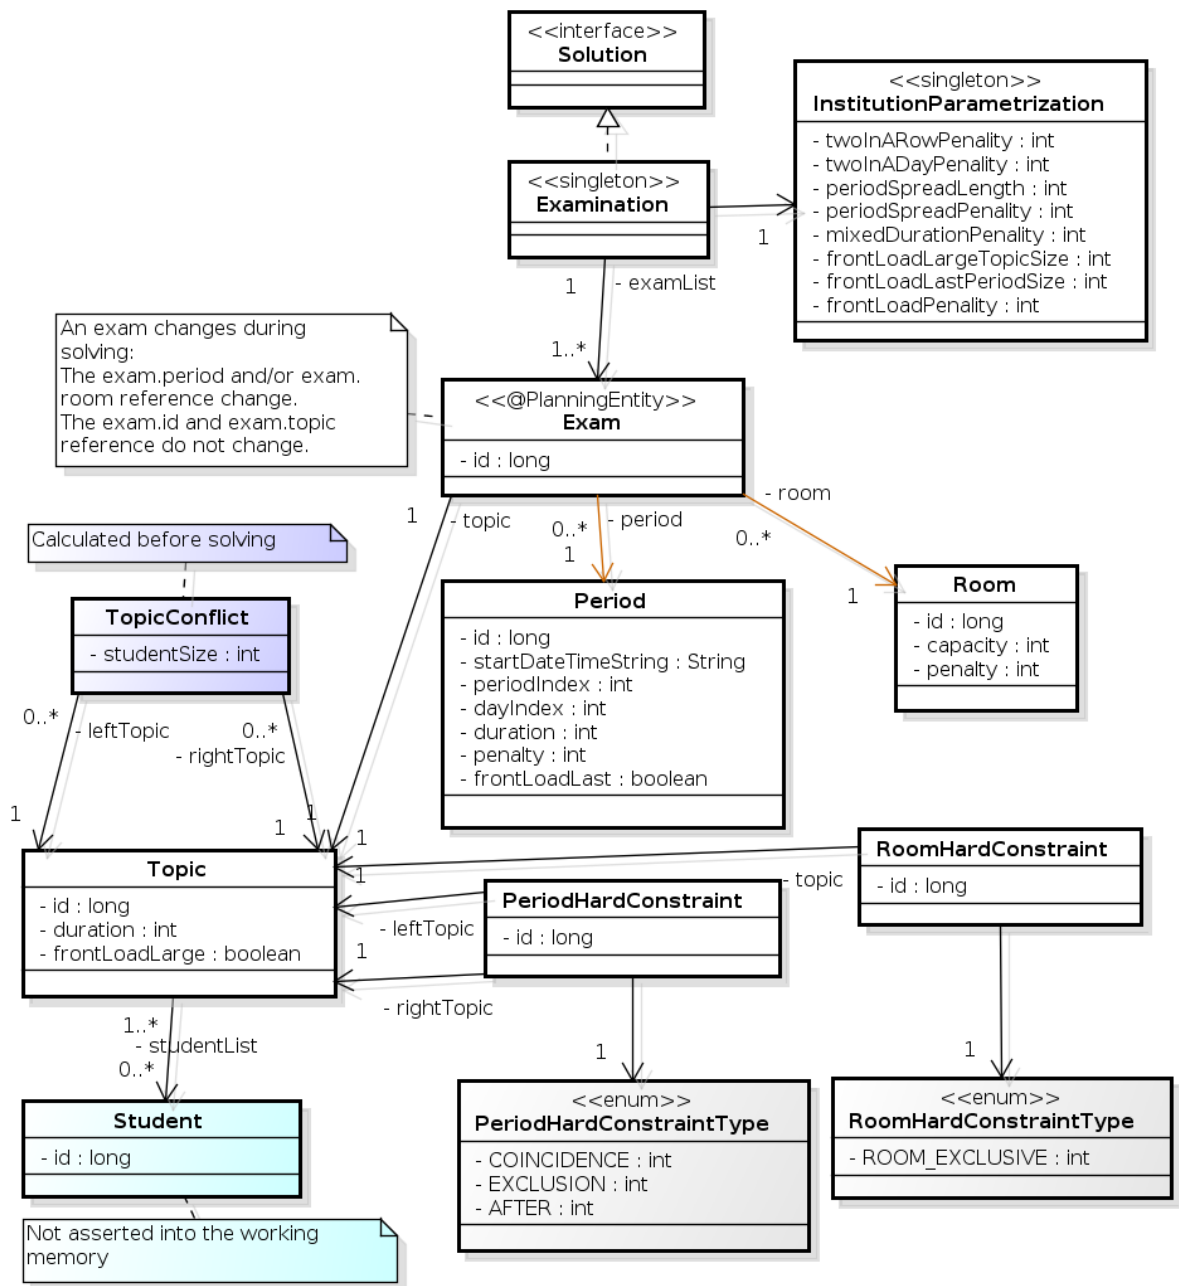 <<interface>>
Solution
<<singleton>>
InstitutionParametrization
- twoInARowPenality : int
- twoInADayPenality : int
- periodSpreadLength : int
- periodSpreadPenality : int
- mixedDurationPenality : int
- frontLoadLargeTopicSize : int
- frontLoadLastPeriodSize : int
- frontLoadPenality : int
<<singleton>>
Examination
1
1
- examList
1..*
An exam changes during
solving:
The exam.period and/or exam.
room reference change.
The exam.id and exam.topic
reference do not change.
<<@PlanningEntity>>
Exam
- id : long
1
- topic
0..*
- period
1
- room
0..*
1
Calculated before solving
TopicConflict
- studentSize : int
0..*
- leftTopic
0..*
- rightTopic
1
1
1
1
Period
- id : long
- startDateTimeString : String
- periodIndex : int
- dayIndex : int
- duration : int
- penalty : int
- frontLoadLast : boolean
Room
- id : long
- capacity : int
- penalty : int
Topic
- id : long
- duration : int
- frontLoadLarge : boolean
1
- leftTopic
1
- rightTopic
- topic
PeriodHardConstraint
- id : long
RoomHardConstraint
- id : long
1..*
- studentList
0..*
1
1
Student
- id : long
Not asserted into the working
memory
<<enum>>
PeriodHardConstraintType
- COINCIDENCE : int
- EXCLUSION : int
- AFTER : int
<<enum>>
RoomHardConstraintType
- ROOM_EXCLUSIVE : int